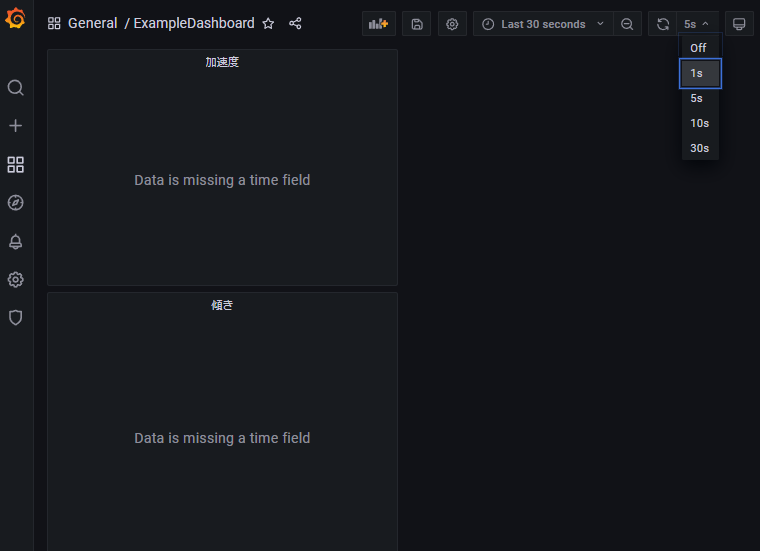 General / ExampleDashboard
Last 30 seconds
5s
Off
1s
5s
10s
30s
加速度
Data is missing a time field
傾き
Data is missing a time field